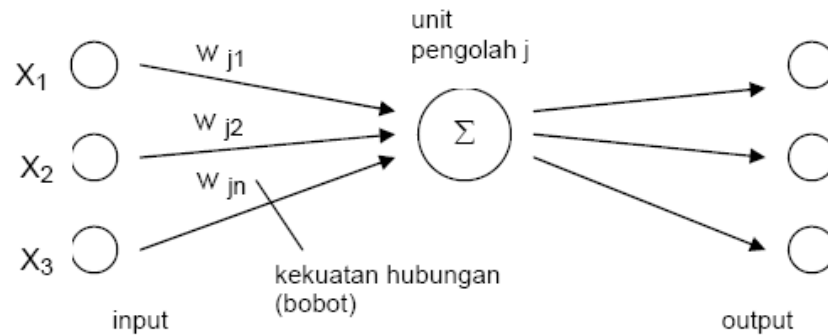 unit
pengolah j
X1
w j1
X2
w j2
Σ
X3
w jn
kekuatan hubungan
(bobot)
input
output